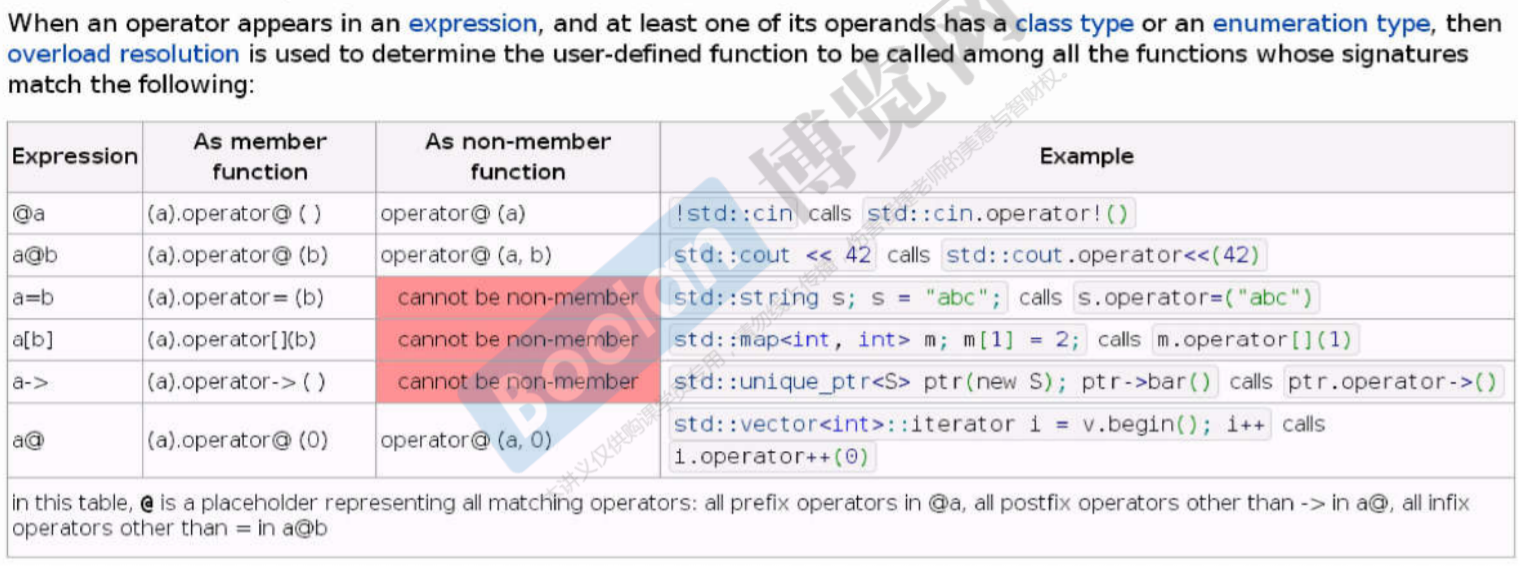 When an operator appears in an expression, and at least one of its operands has a class type or an enumeration type, then
overload resolution is used to determine the user-defined function to be called among all the functions whose signatures
match the following:
Expression As member function As non-member function Example
@a (a).operator@ ( ) operator@ (a) !std::cin calls std::cin.operator!()
a@b (a).operator@ (b) operator@ (a, b) std::cout << 42 calls std::cout.operator<<(42)
a=b (a).operator= (b) cannot be non-member std::string s; s = "abc"; calls s.operator=("abc")
a[b] (a).operator[](b) cannot be non-member std::map<int, int> m; m[1] = 2; calls m.operator[](1)
a-> (a).operator-> ( ) cannot be non-member std::unique_ptr<S> ptr(new S); ptr->bar() calls ptr.operator->()
a@ (a).operator@ (0) operator@ (a, 0) std::vector<int>::iterator i = v.begin(); i++ calls
i.operator++(0)
in this table, @ is a placeholder representing all matching operators: all prefix operators in @a, all postfix operators other than -> in a@, all infix
operators other than = in a@b
Boolan
博览网